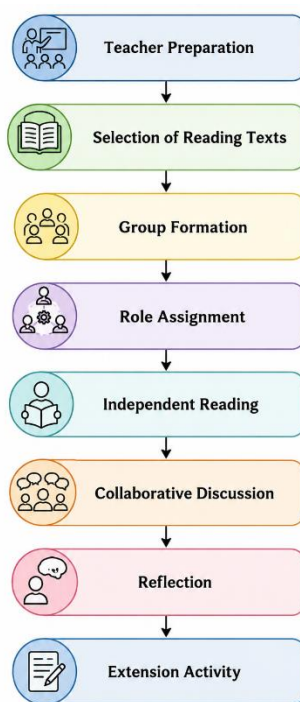 Teacher Preparation
Selection of Reading Texts
Group Formation
Role Assignment
Independent Reading
Collaborative Discussion
Reflection
Extension Activity